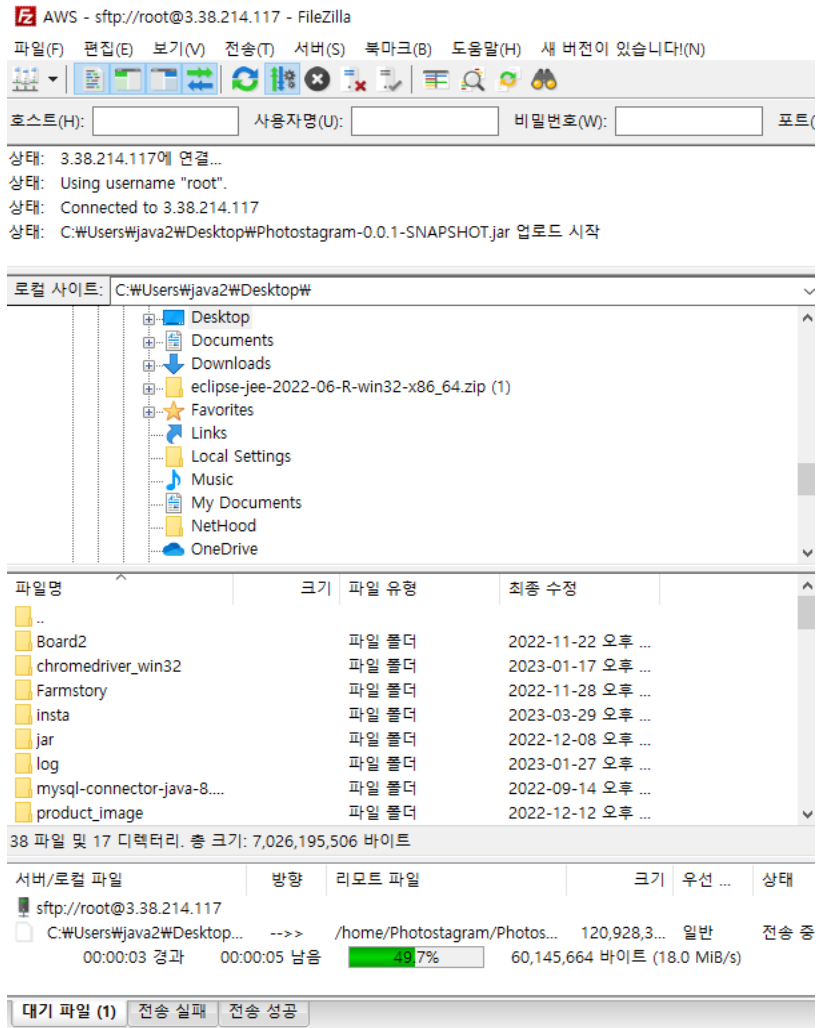 AWS - sftp://root@3.38.214.117 - FileZilla
파일(F) 편집(E) 보기(V) 전송(T) 서버(S) 북마크(B) 도움말(H) 새 버전이 있습니다!(N)
호스트(H): 사용자명(U): 비밀번호(W): 포트(
상태: 3.38.214.117에 연결...
상태: Using username "root".
상태: Connected to 3.38.214.117
상태: C:₩Users₩java2₩Desktop₩Photostagram-0.0.1-SNAPSHOT.jar 업로드 시작
로컬 사이트: C:₩Users₩java2₩Desktop₩
Desktop
Documents
Downloads
eclipse-jee-2022-06-R-win32-x86_64.zip (1)
Favorites
Links
Local Settings
Music
My Documents
NetHood
OneDrive
파일명 크기 파일 유형 최종 수정
..
Board2 파일 폴더 2022-11-22 오후 ...
chromedriver_win32 파일 폴더 2023-01-17 오후 ...
Farmstory 파일 폴더 2022-11-28 오후 ...
insta 파일 폴더 2023-03-29 오후 ...
jar 파일 폴더 2022-12-08 오후 ...
log 파일 폴더 2023-01-27 오후 ...
mysql-connector-java-8.... 파일 폴더 2022-09-14 오후 ...
product_image 파일 폴더 2022-12-12 오후 ...
38 파일 및 17 디렉터리. 총 크기: 7,026,195,506 바이트
서버/로컬 파일 방향 리모트 파일 크기 우선 ... 상태
sftp://root@3.38.214.117
C:₩Users₩java2₩Desktop... -->> /home/Photostagram/Photos... 120,928,3... 일반 전송 중
00:00:03 경과 00:00:05 남음 49.7% 60,145,664 바이트 (18.0 MiB/s)
대기 파일 (1) 전송 실패 전송 성공